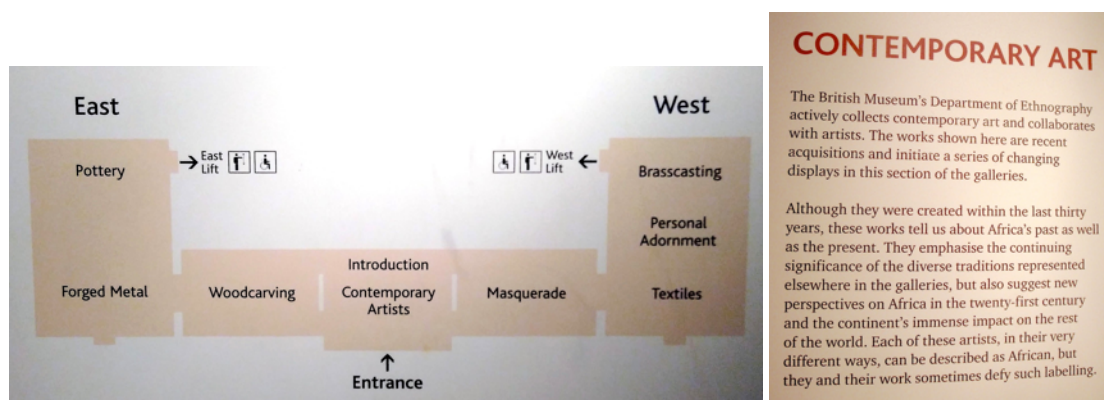 East
West
Pottery
East
Lift
West
Lift
Brasscasting
Personal
Adornment
Introduction
Forged Metal
Woodcarving
Contemporary
Artists
Masquerade
Textiles
Entrance
CONTEMPORARY ART
The British Museum's Department of Ethnography
actively collects contemporary art and collaborates
with artists. The works shown here are recent
acquisitions and initiate a series of changing
displays in this section of the galleries.
Although they were created within the last thirty
years, these works tell us about Africa's past as well
as the present. They emphasise the continuing
significance of the diverse traditions represented
elsewhere in the galleries, but also suggest new
perspectives on Africa in the twenty-first century
and the continent's immense impact on the rest
of the world. Each of these artists, in their very
different ways, can be described as African, but
they and their work sometimes defy such labelling.